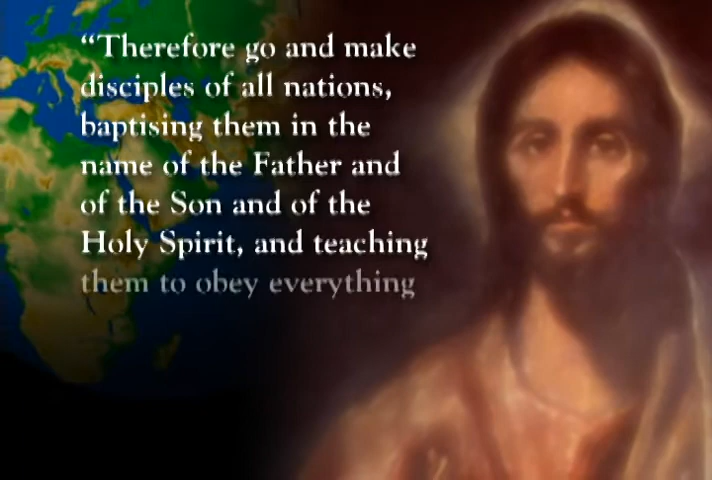 “Therefore go and make
disciples of all nations,
baptising them in the
name of the Father and
of the Son and of the
Holy Spirit, and teaching
them to obey everything